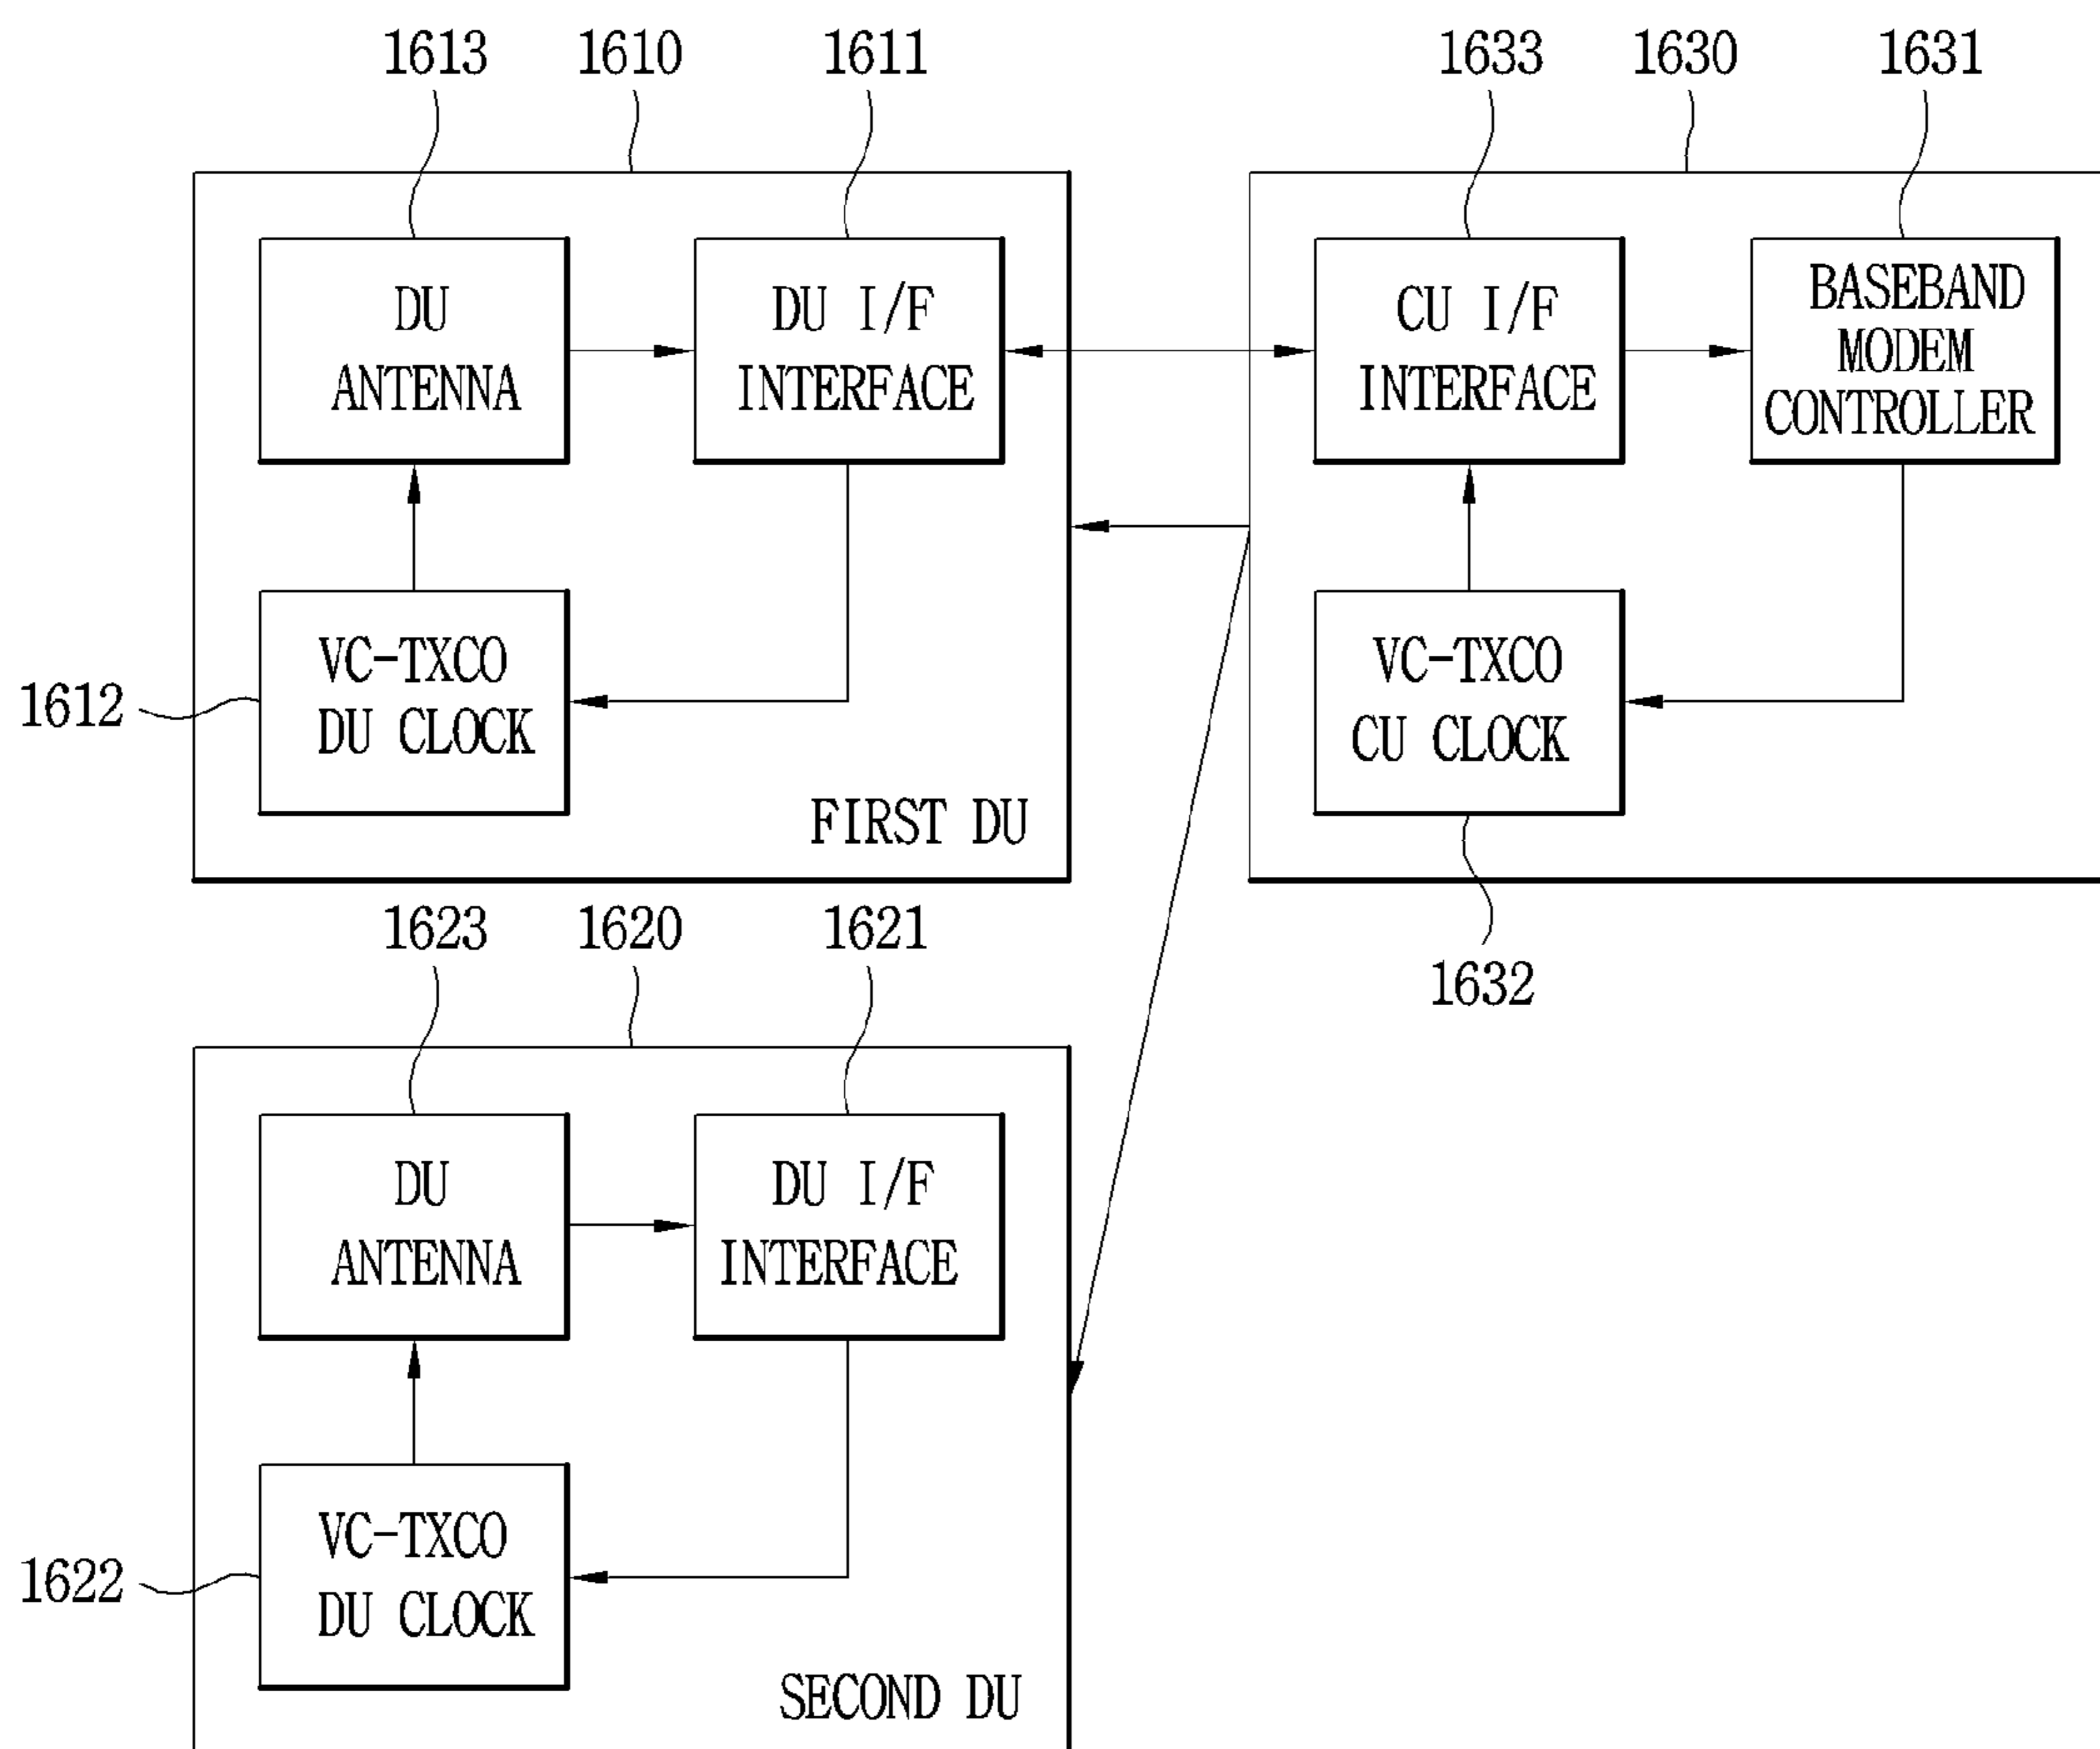 1613
1610
1611
1633
1630
1631
DU
ANTENNA
DU I/F
INTERFACE
CU I/F
INTERFACE
BASEBAND
MODEM
CONTROLLER
1612
VC-TXCO
DU CLOCK
VC-TXCO
CU CLOCK
FIRST DU
1632
1623
1620
1621
DU
ANTENNA
DU I/F
INTERFACE
1622
VC-TXCO
DU CLOCK
SECOND DU